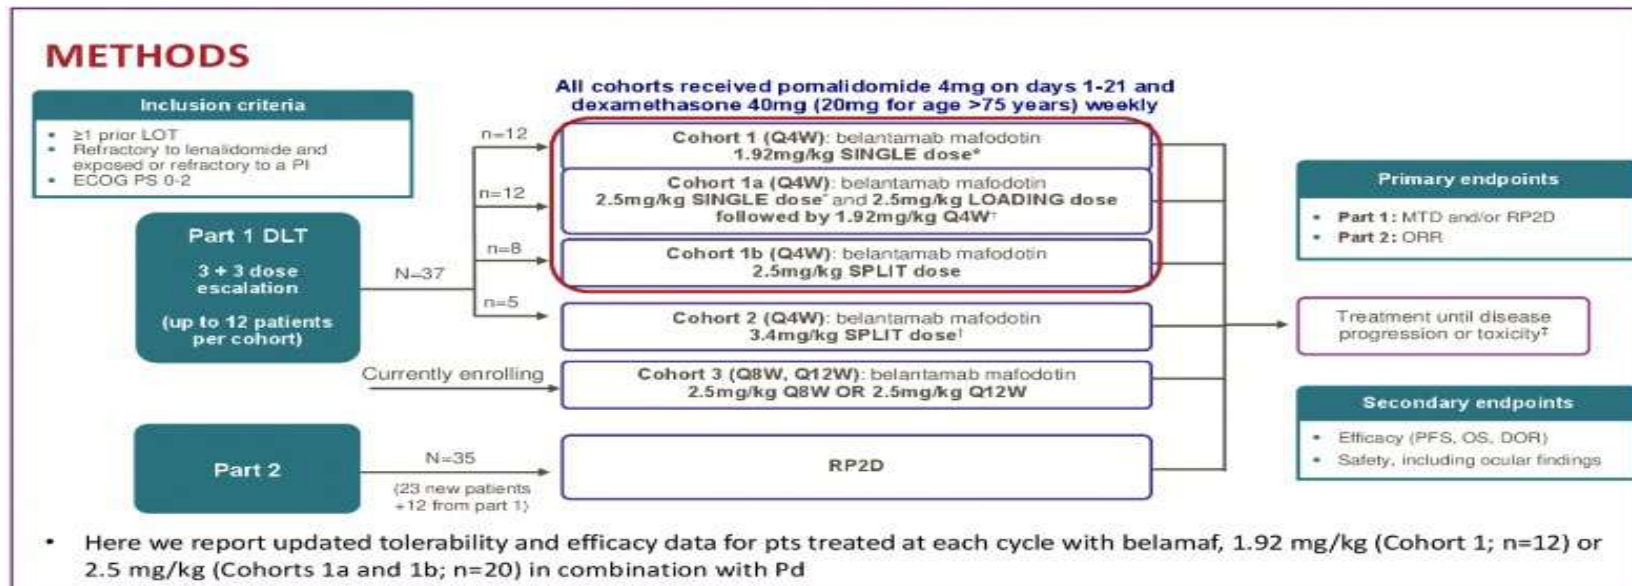 METHODS
Inclusion criteria
• ≥1 prior LOT
• Refractory to lenalidomide and
exposed or refractory to a PI
• ECOG PS 0-2
All cohorts received pomalidomide 4mg on days 1-21 and
dexamethasone 40mg (20mg for age >75 years) weekly
Part 1 DLT
3 + 3 dose
escalation
(up to 12 patients
per cohort)
N=37
n=12
Cohort 1 (Q4W): belantamab mafodotin
1.92mg/kg SINGLE dose*
n=12
Cohort 1a (Q4W): belantamab mafodotin
2.5mg/kg SINGLE dose* and 2.5mg/kg LOADING dose
followed by 1.92mg/kg Q4W†
n=8
Cohort 1b (Q4W): belantamab mafodotin
2.5mg/kg SPLIT dose
n=5
Cohort 2 (Q4W): belantamab mafodotin
3.4mg/kg SPLIT dose†
Currently enrolling
Cohort 3 (Q8W, Q12W): belantamab mafodotin
2.5mg/kg Q8W OR 2.5mg/kg Q12W
Part 2
N=35
(23 new patients
+12 from part 1)
RP2D
Primary endpoints
• Part 1: MTD and/or RP2D
• Part 2: ORR
Treatment until disease
progression or toxicity‡
Secondary endpoints
• Efficacy (PFS, OS, DOR)
• Safety, including ocular findings
• Here we report updated tolerability and efficacy data for pts treated at each cycle with belamaf, 1.92 mg/kg (Cohort 1; n=12) or
2.5 mg/kg (Cohorts 1a and 1b; n=20) in combination with Pd